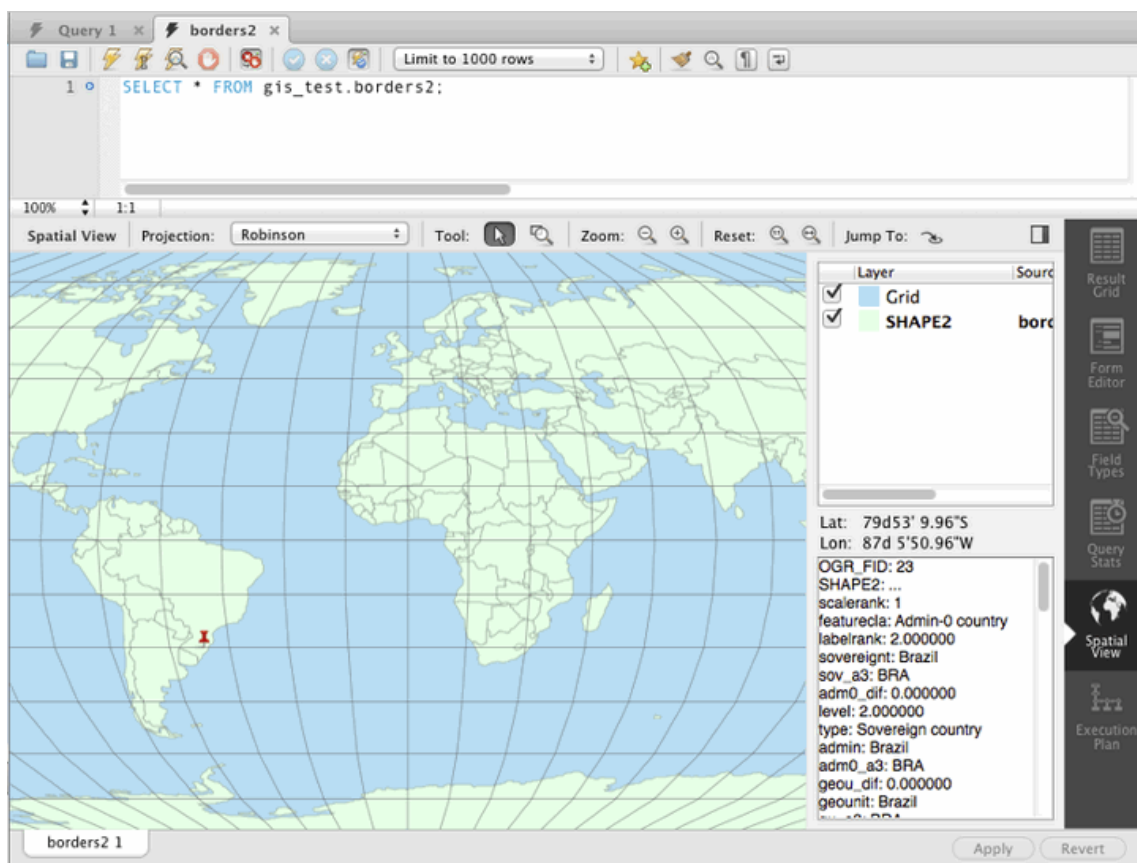 Query 1 borders2
Limit to 1000 rows
1 SELECT * FROM gis_test.borders2;
100% 1:1
Spatial View Projection: Robinson Tool: Zoom: Reset: Jump To:
Layer Sourc
Grid
SHAPE2 bord
Lat: 79d53' 9.96"S
Lon: 87d 5'50.96"W
OGR_FID: 23
SHAPE2: ...
scalerank: 1
featurecla: Admin-0 country
labelrank: 2.000000
sovereignt: Brazil
sov_a3: BRA
adm0_dif: 0.000000
level: 2.000000
type: Sovereign country
admin: Brazil
adm0_a3: BRA
geou_dif: 0.000000
geounit: Brazil
Result
Grid
Form
Editor
Field
Types
Query
Stats
Spatial
View
Execution
Plan
borders2 1
Apply Revert